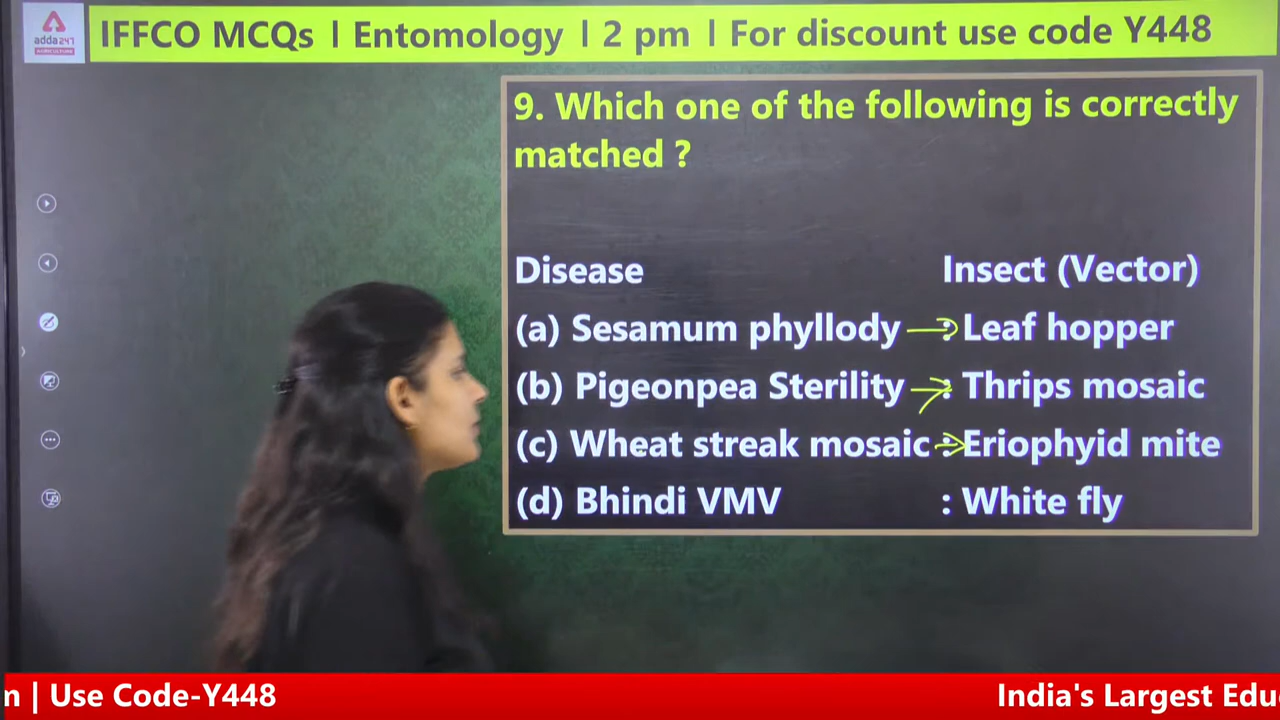 adda247
IFFCO MCQs I Entomology I 2 pm I For discount use code Y448
9. Which one of the following is correctly
matched ?
Disease Insect (Vector)
(a) Sesamum phyllody : Leaf hopper
(b) Pigeonpea Sterility : Thrips mosaic
(c) Wheat streak mosaic : Eriophyid mite
(d) Bhindi VMV : White fly
n | Use Code-Y448 India's Largest Edu